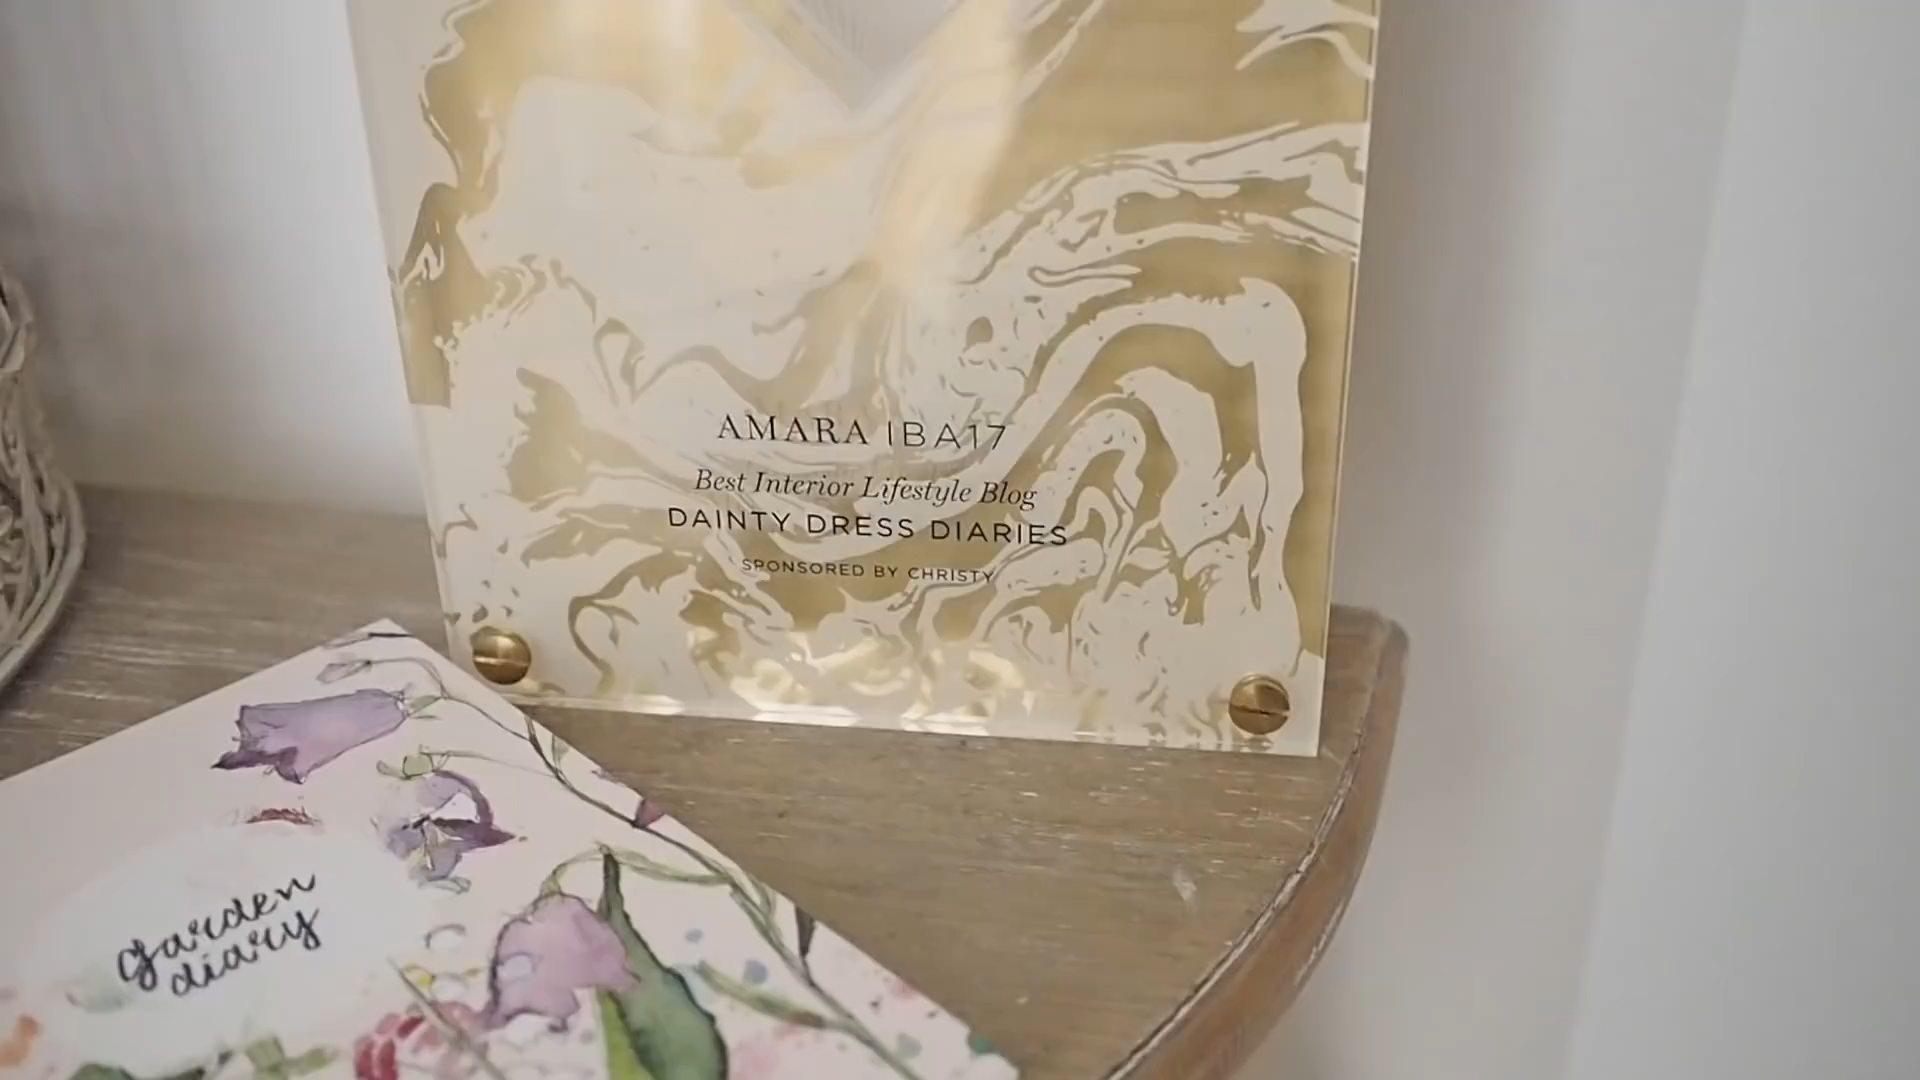 AMARA IBA17
Best Interior Lifestyle Blog
DAINTY DRESS DIARIES
SPONSORED BY CHRISTY
garden
diary